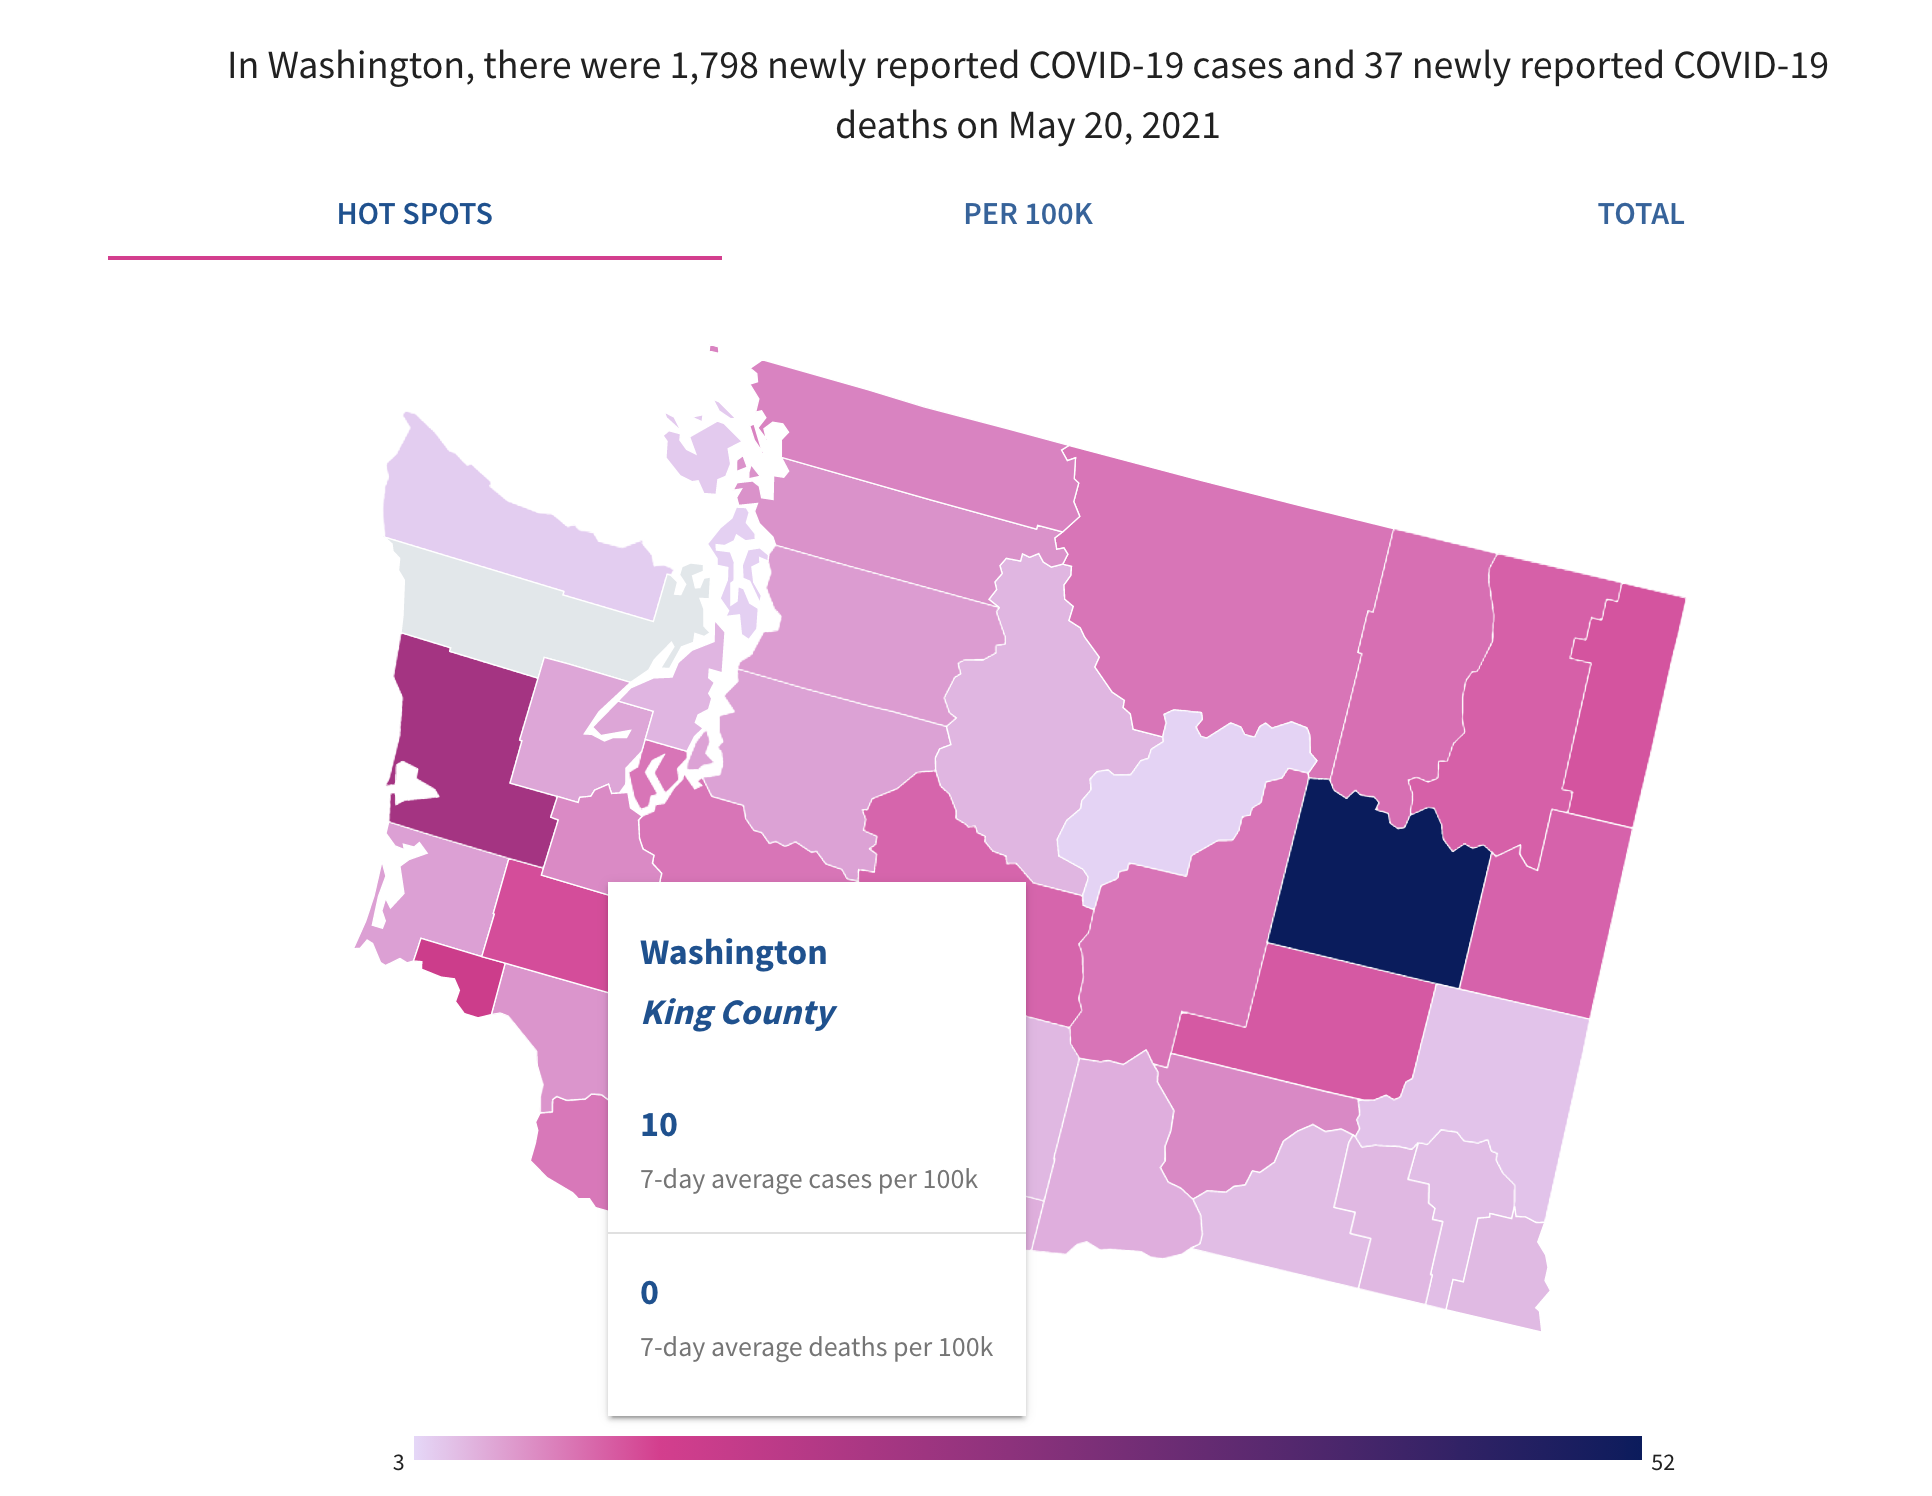 In Washington, there were 1,798 newly reported COVID-19 cases and 37 newly reported COVID-19
deaths on May 20, 2021
HOT SPOTS
PER 100K
TOTAL
Washington
King County
10
7-day average cases per 100k
0
7-day average deaths per 100k
3
52